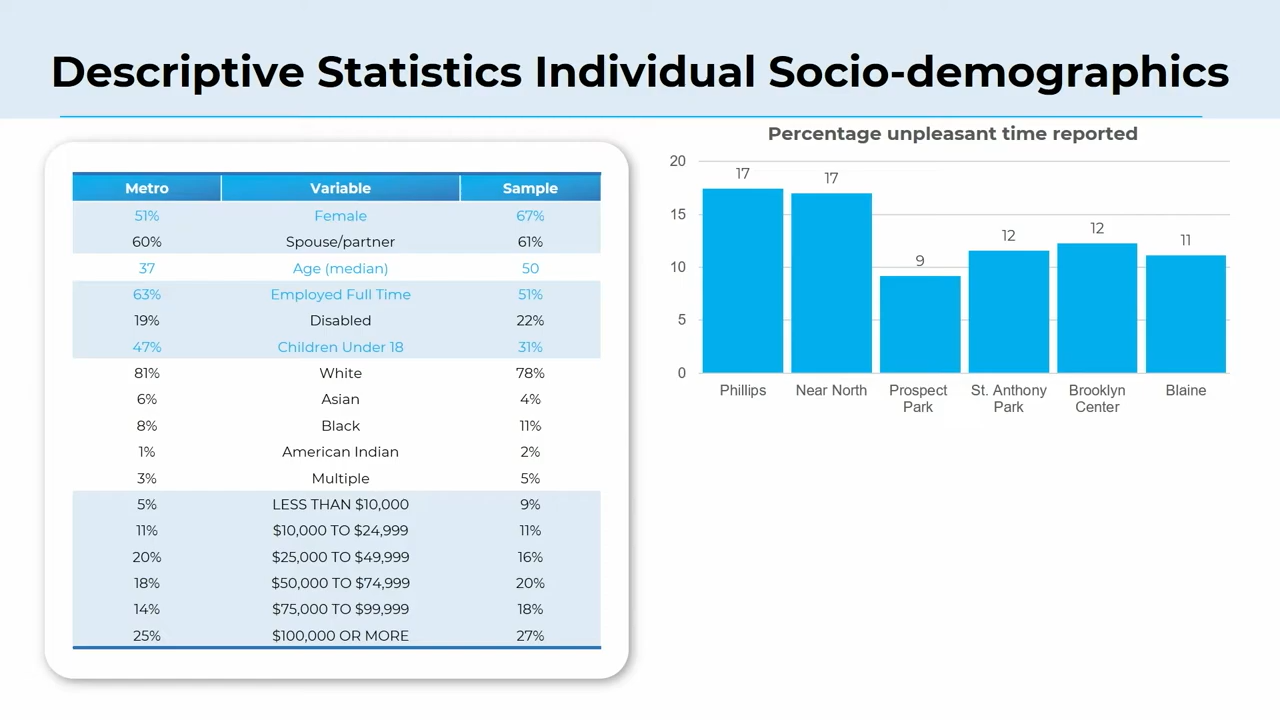 Descriptive Statistics Individual Socio-demographics
Metro Variable Sample
51% Female 67%
60% Spouse/partner 61%
37 Age (median) 50
63% Employed Full Time 51%
19% Disabled 22%
47% Children Under 18 31%
81% White 78%
6% Asian 4%
8% Black 11%
1% American Indian 2%
3% Multiple 5%
5% LESS THAN $10,000 9%
11% $10,000 TO $24,999 11%
20% $25,000 TO $49,999 16%
18% $50,000 TO $74,999 20%
14% $75,000 TO $99,999 18%
25% $100,000 OR MORE 27%
Percentage unpleasant time reported
20
15
10
5
0
17 17 9 12 12 11
Phillips Near North Prospect St. Anthony Brooklyn Blaine
Park Park Center